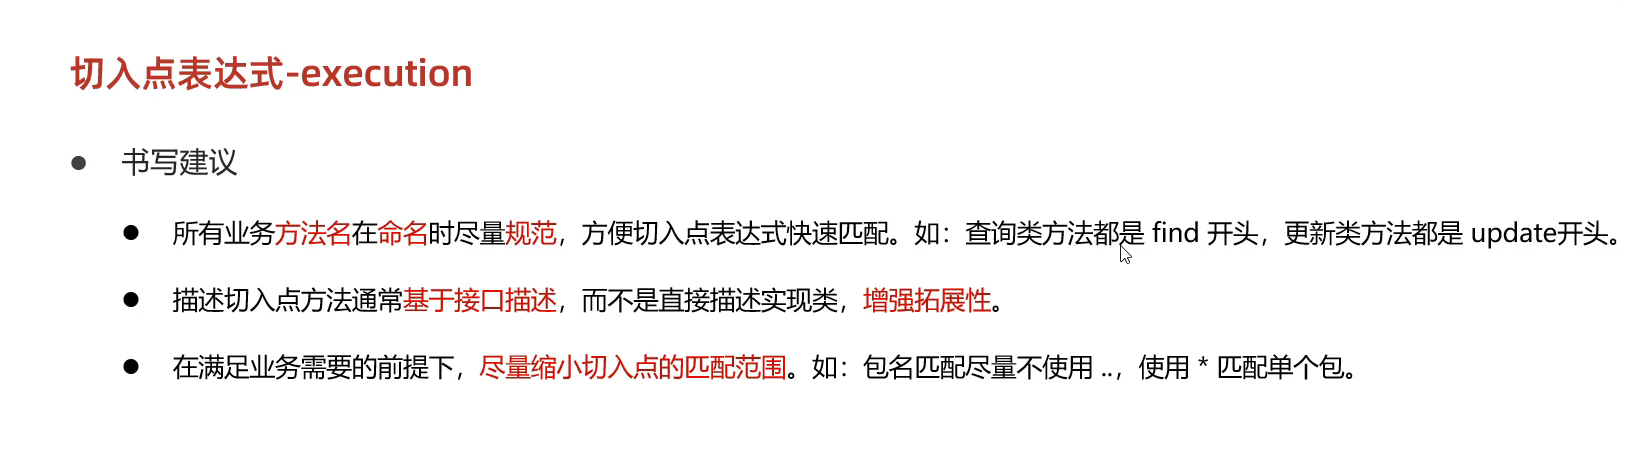 切入点表达式-execution
书写建议
所有业务方法名在命名时尽量规范，方便切入点表达式快速匹配。如：查询类方法都是 find 开头，更新类方法都是 update开头。
描述切入点方法通常基于接口描述，而不是直接描述实现类，增强拓展性。
在满足业务需要的前提下，尽量缩小切入点的匹配范围。如：包名匹配尽量不使用 ..，使用 * 匹配单个包。